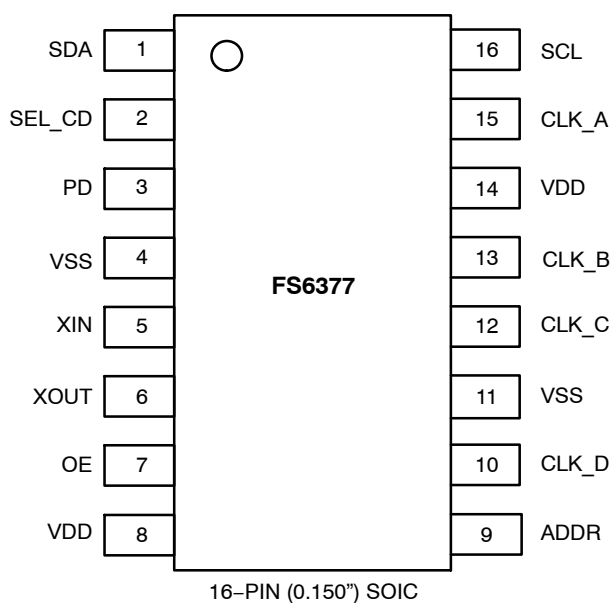 SDA 1 16 SCL
SEL_CD 2 15 CLK_A
PD 3 14 VDD
VSS 4 13 CLK_B
FS6377
XIN 5 12 CLK_C
XOUT 6 11 VSS
OE 7 10 CLK_D
VDD 8 9 ADDR
16−PIN (0.150”) SOIC